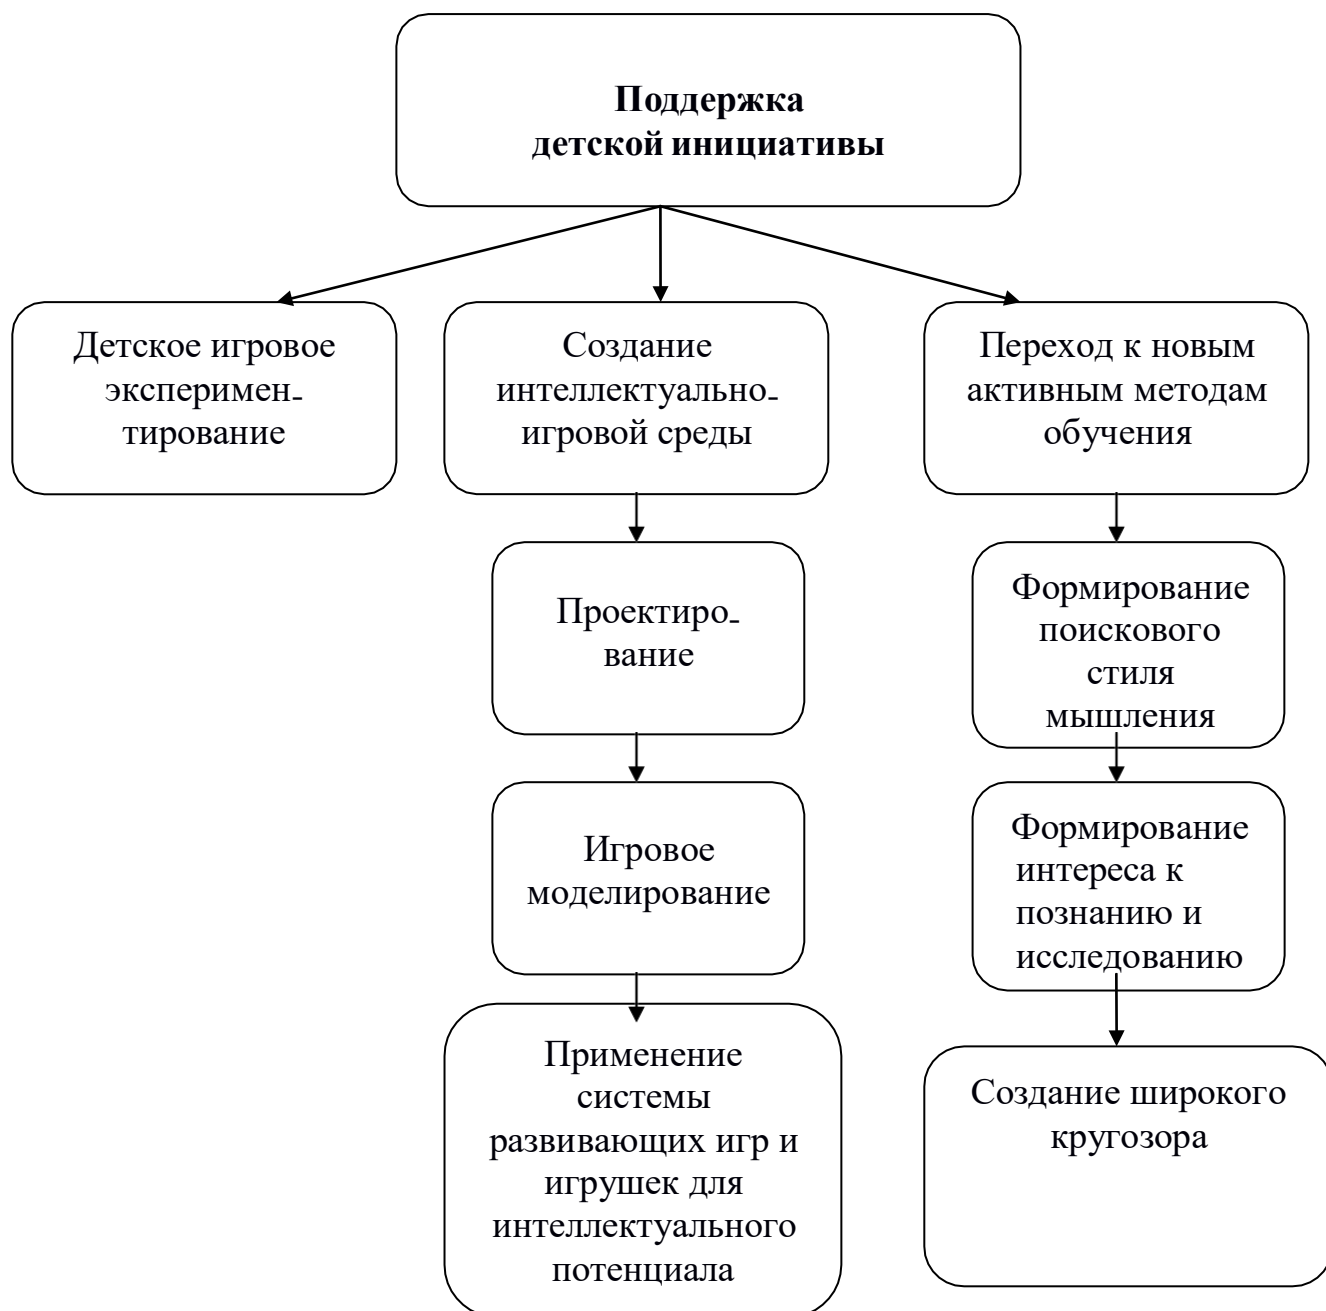 Поддержка
детской инициативы
Детское игровое
эксперимен-
тирование
Создание
интеллектуально-
игровой среды
Переход к новым
активным методам
обучения
Проектиро-
вание
Формирование
поискового
стиля
мышления
Игровое
моделирование
Формирование
интереса к
познанию и
исследованию
Применение
системы
развивающих игр и
игрушек для
интеллектуального
потенциала
Создание широкого
кругозора